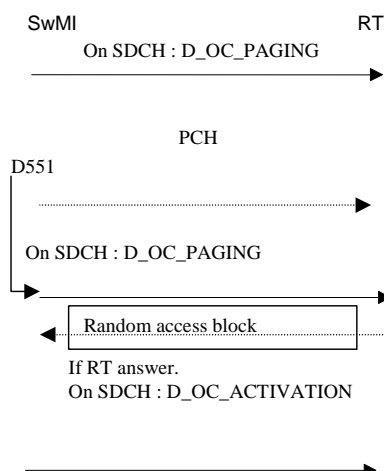 SwMI RT
On SDCH : D_OC_PAGING
PCH
D551
On SDCH : D_OC_PAGING
Random access block
If RT answer.
On SDCH : D_OC_ACTIVATION